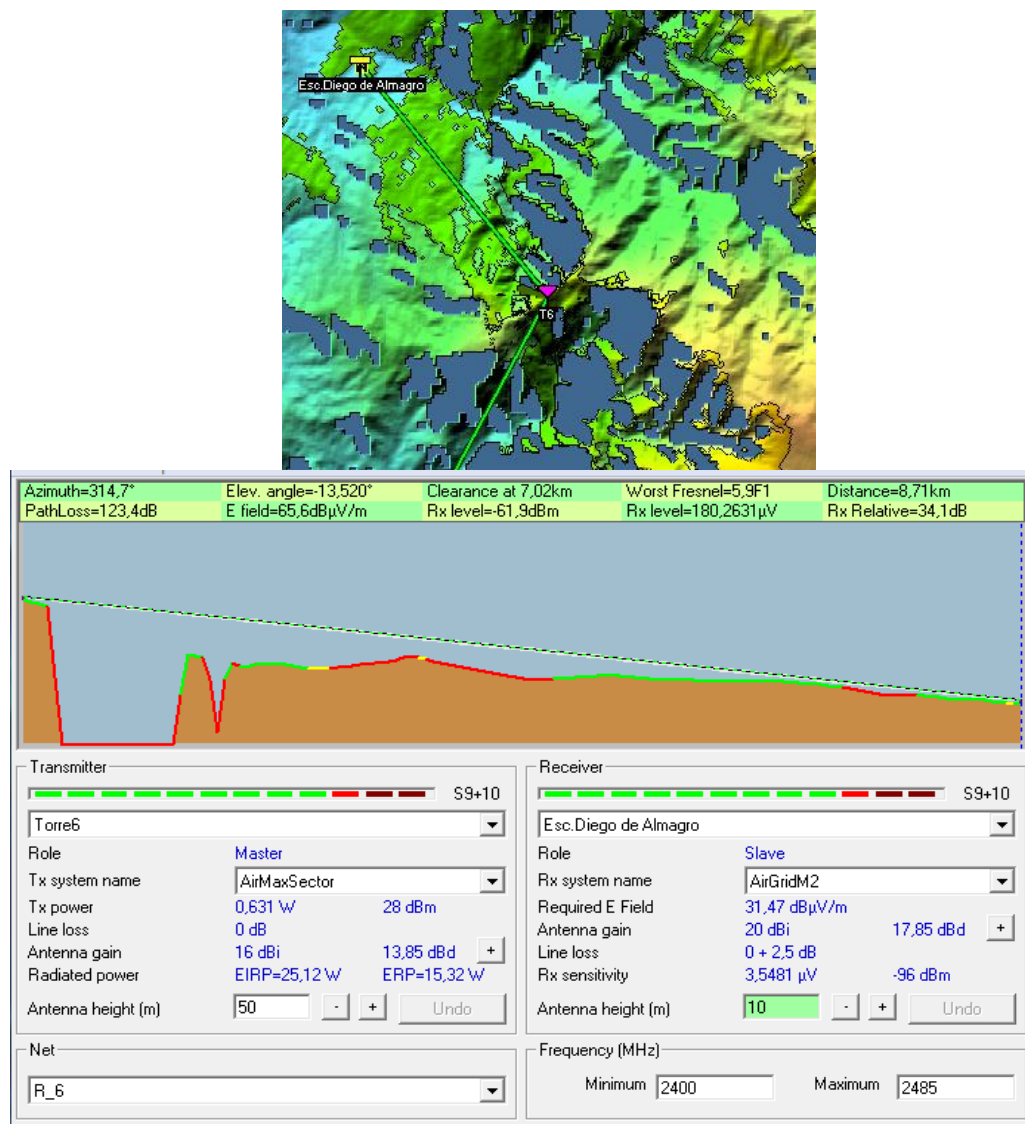 Esc.Diego de Almagro
T6
Azimuth=314,7° Elev. angle=-13,520° Clearance at 7,02km Worst Fresnel=5,9F1 Distance=8,71km
PathLoss=123,4dB E field=65,6dBµV/m Rx level=-61,9dBm Rx level=180,2631µV Rx Relative=34,1dB
Transmitter
S9+10
Torre6
Role Master
Tx system name AirMaxSector
Tx power 0,631 W 28 dBm
Line loss 0 dB
Antenna gain 16 dBi 13,85 dBd +
Radiated power EIRP=25,12 W ERP=15,32 W
Antenna height (m) 50 - + Undo
Net
R_6
Receiver
S9+10
Esc.Diego de Almagro
Role Slave
Rx system name AirGridM2
Required E Field 31,47 dBµV/m
Antenna gain 20 dBi 17,85 dBd +
Line loss 0 + 2,5 dB
Rx sensitivity 3,5481 µV -96 dBm
Antenna height (m) 10 - + Undo
Frequency (MHz)
Minimum 2400 Maximum 2485